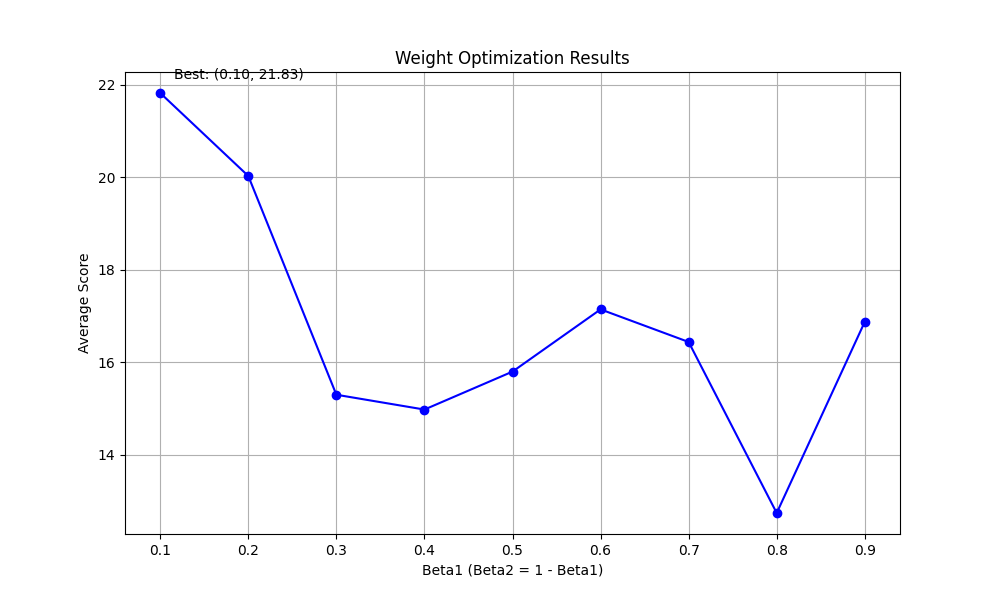 Weight Optimization Results
Best: (0.10, 21.83)
22
20
18
16
14
Average Score
0.1 0.2 0.3 0.4 0.5 0.6 0.7 0.8 0.9
Beta1 (Beta2 = 1 - Beta1)